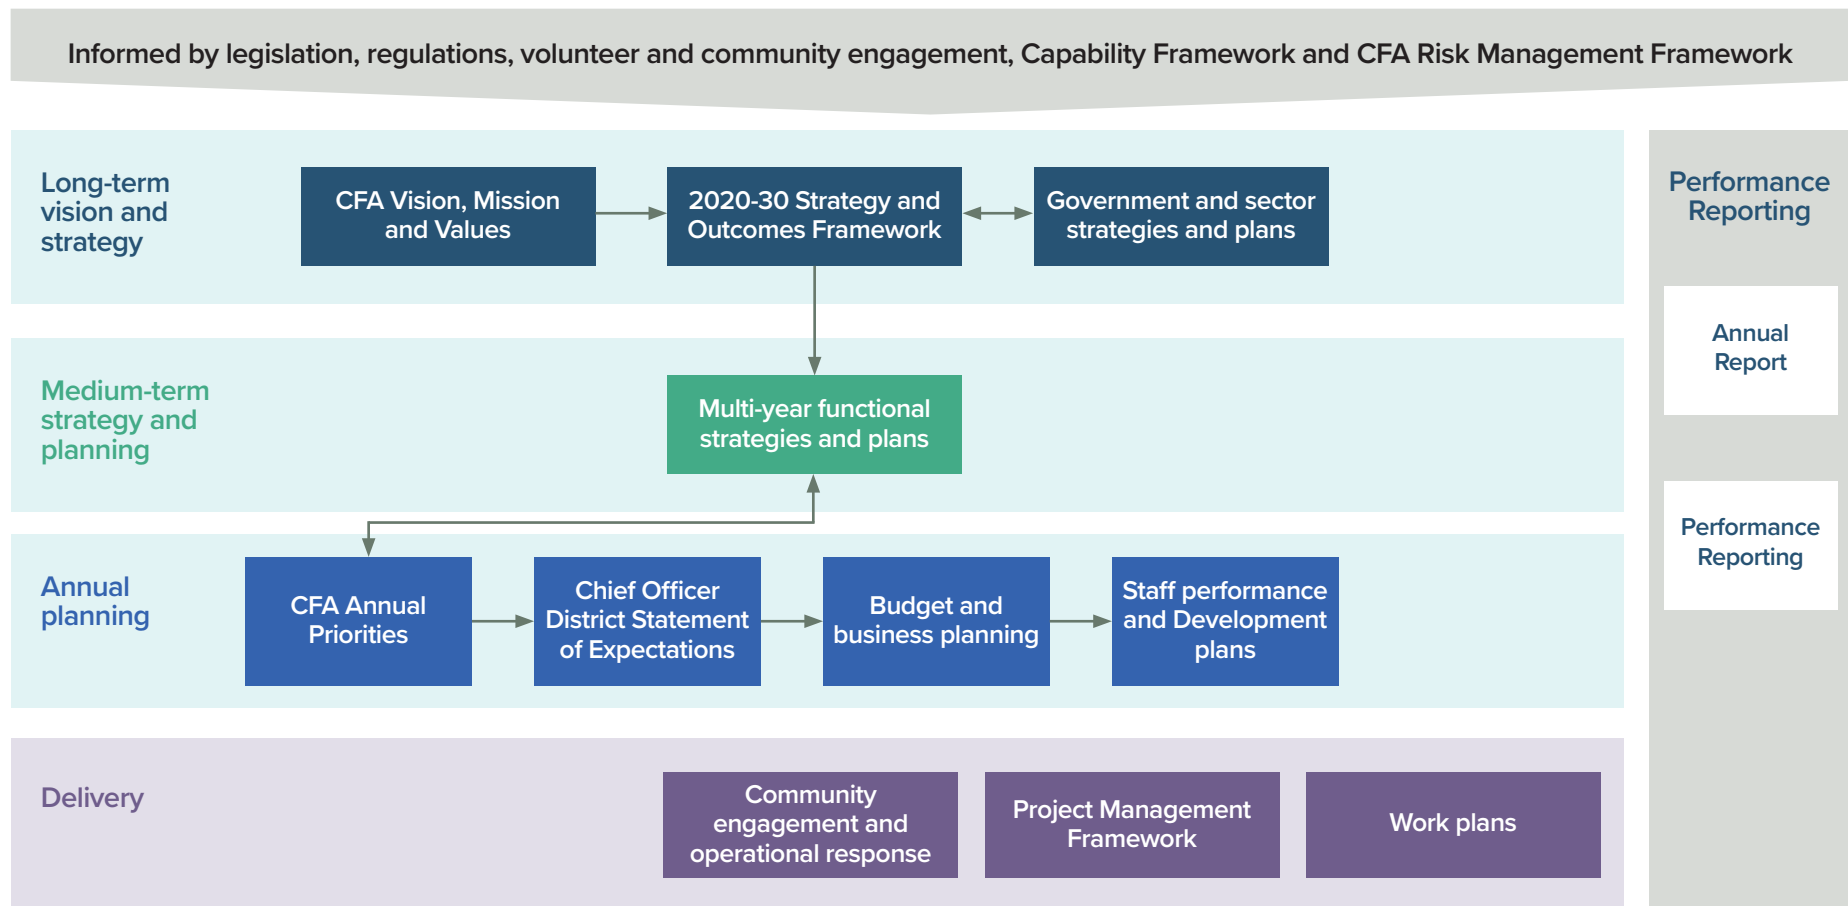 Informed by legislation, regulations, volunteer and community engagement, Capability Framework and CFA Risk Management Framework
Long-term
vision and
strategy
CFA Vision, Mission
and Values
2020-30 Strategy and
Outcomes Framework
Government and sector
strategies and plans
Medium-term
strategy and
planning
Multi-year functional
strategies and plans
Annual
planning
CFA Annual
Priorities
Chief Officer
District Statement
of Expectations
Budget and
business planning
Staff performance
and Development
plans
Delivery
Community
engagement and
operational response
Project Management
Framework
Work plans
Performance
Reporting
Annual
Report
Performance
Reporting